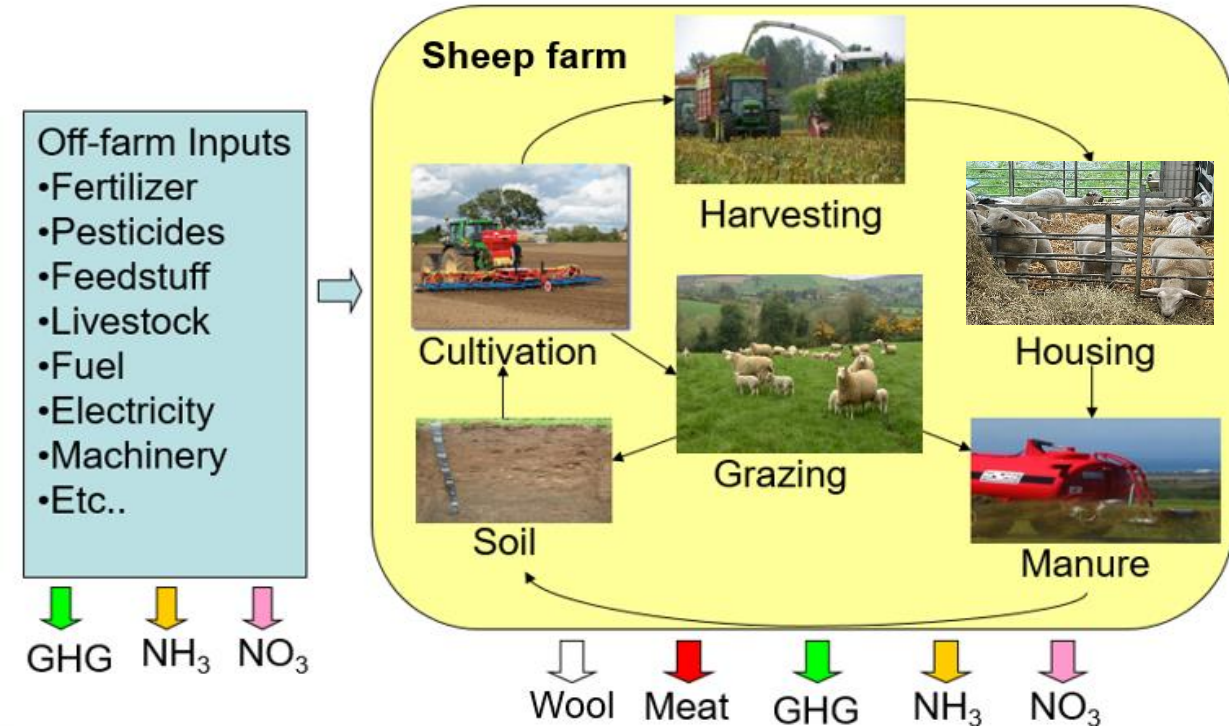 Off-farm Inputs
•Fertilizer
•Pesticides
•Feedstuff
•Livestock
•Fuel
•Electricity
•Machinery
•Etc..
GHG
NH₃
NO₃
Sheep farm
Harvesting
Cultivation
Housing
Grazing
Soil
Manure
Wool
Meat
GHG
NH₃
NO₃